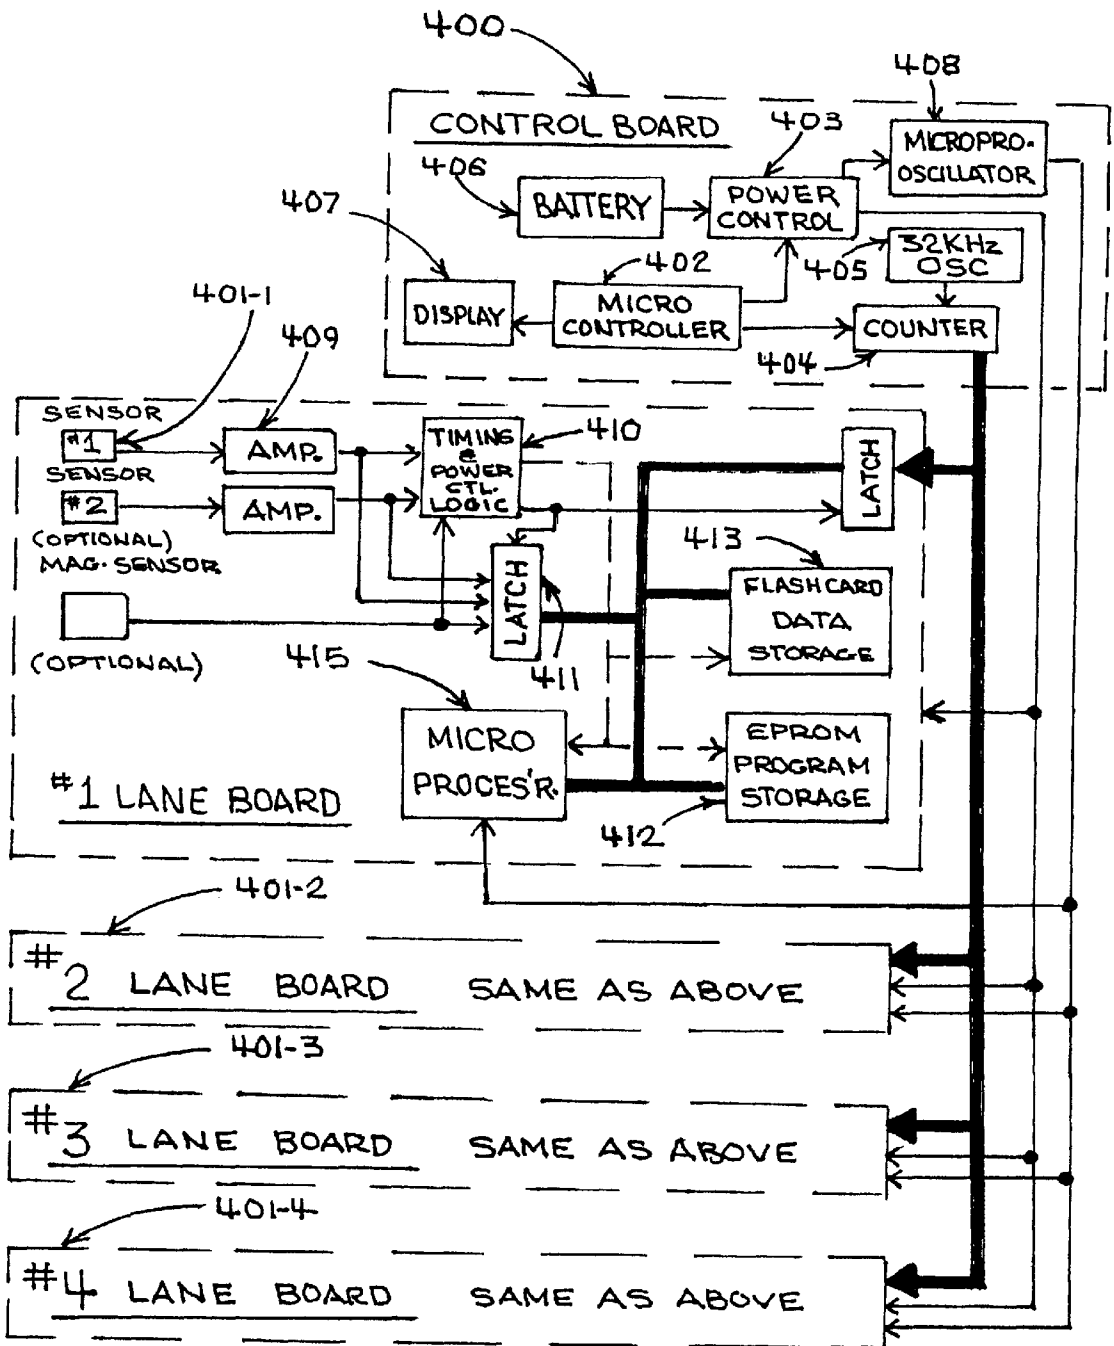 400
408
CONTROL BOARD
403
MICROPRO-
OSCILLATOR
406
BATTERY
POWER
CONTROL
407
405
32KHz
OSC
402
401-1
DISPLAY
MICRO
CONTROLLER
COUNTER
409
404
SENSOR
#1
AMP.
TIMING
&
POWER
CTL.
LOGIC
410
LATCH
SENSOR
#2
AMP.
(OPTIONAL)
MAG. SENSOR
413
LATCH
FLASHCARD
DATA
STORAGE
(OPTIONAL)
415
411
MICRO
PROCES'R.
EPROM
PROGRAM
STORAGE
#1 LANE BOARD
412
401-2
#2 LANE BOARD SAME AS ABOVE
401-3
#3 LANE BOARD SAME AS ABOVE
401-4
#4 LANE BOARD SAME AS ABOVE